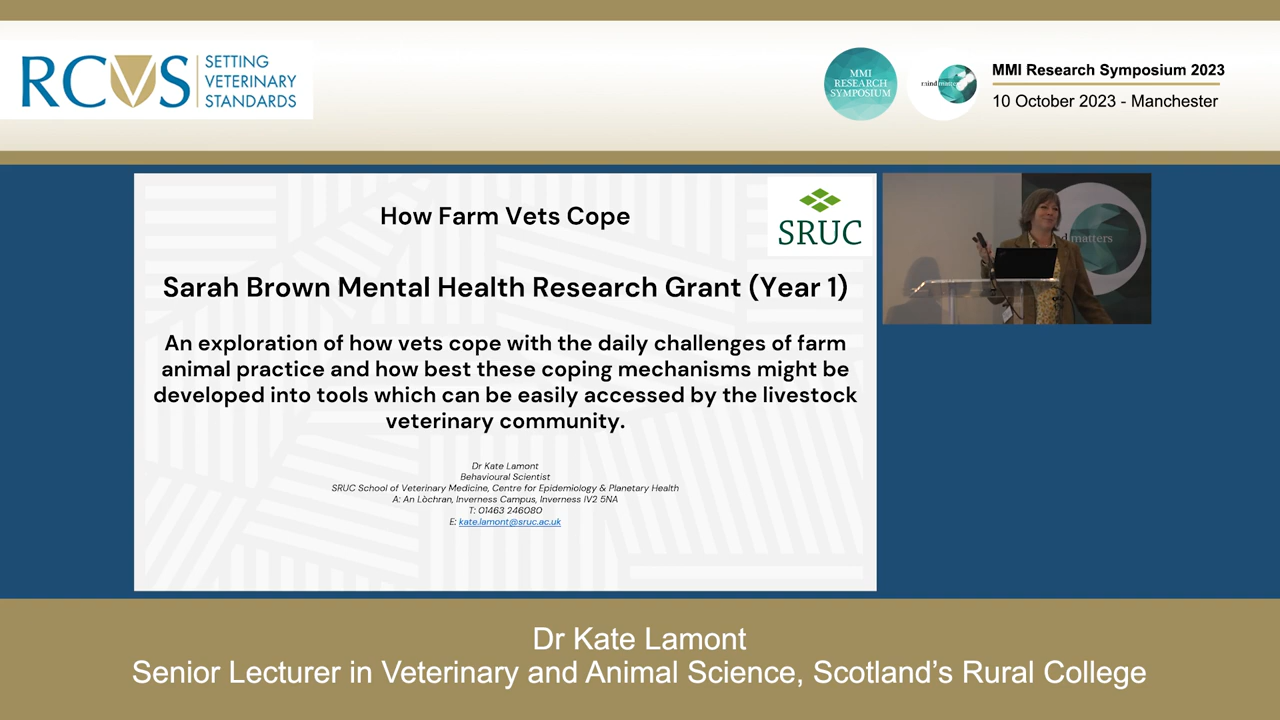 RCVS
SETTING
VETERINARY
STANDARDS
MMI
RESEARCH
SYMPOSIUM
mind matters
MMI Research Symposium 2023
10 October 2023 - Manchester
How Farm Vets Cope
SRUC
Sarah Brown Mental Health Research Grant (Year 1)
An exploration of how vets cope with the daily challenges of farm
animal practice and how best these coping mechanisms might be
developed into tools which can be easily accessed by the livestock
veterinary community.
Dr Kate Lamont
Behavioural Scientist
SRUC School of Veterinary Medicine, Centre for Epidemiology & Planetary Health
A: An Lòchran, Inverness Campus, Inverness IV2 5NA
T: 01463 246080
E: kate.lamont@sruc.ac.uk
d matters
Dr Kate Lamont
Senior Lecturer in Veterinary and Animal Science, Scotland's Rural College